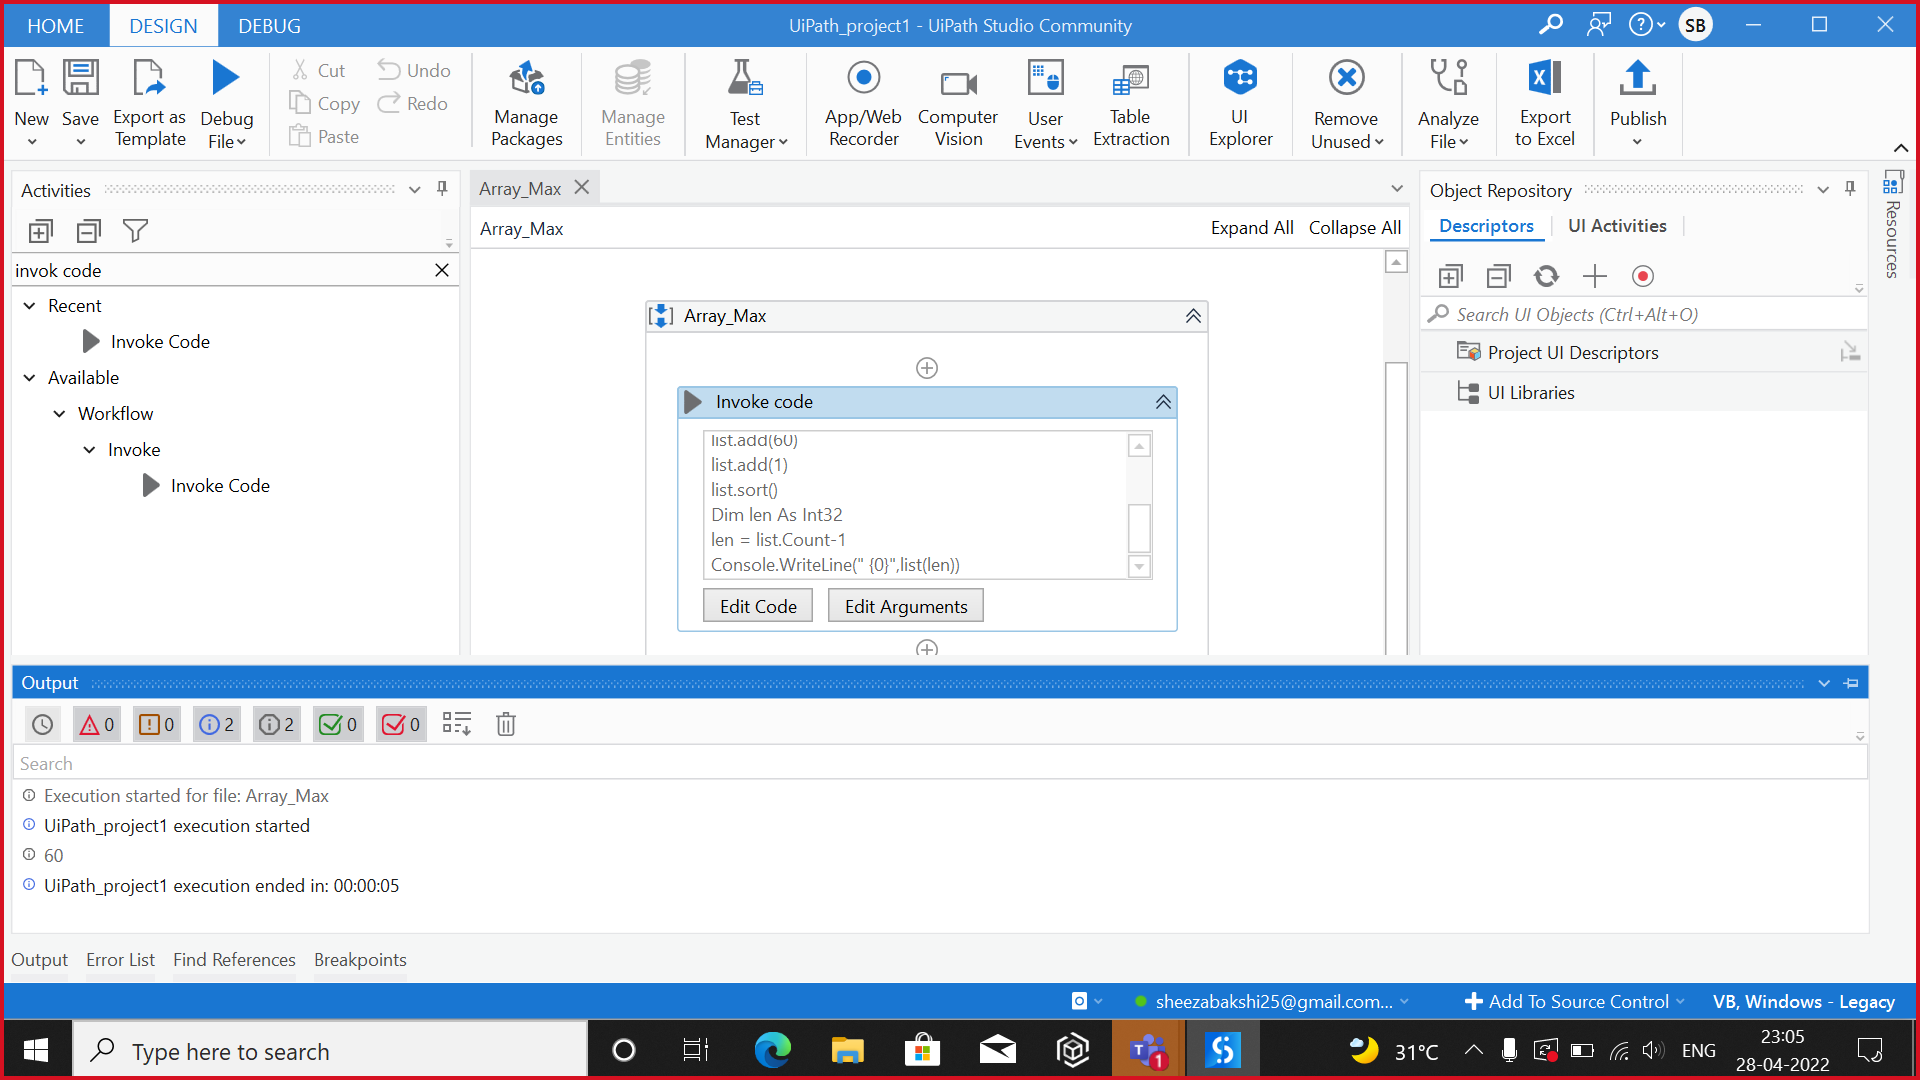 HOME DESIGN DEBUG UiPath_project1 - UiPath Studio Community SB
New Save Export as Template Debug File Cut Copy Paste Undo Redo Manage Packages Manage Entities Test Manager App/Web Recorder Computer Vision User Events Table Extraction UI Explorer Remove Unused Analyze File Export to Excel Publish
Activities
invok code
Recent
Invoke Code
Available
Workflow
Invoke
Invoke Code
Array_Max
Array_Max Expand All Collapse All
Array_Max
Invoke code
list.add(60)
list.add(1)
list.sort()
Dim len As Int32
len = list.Count-1
Console.WriteLine(" {0}",list(len))
Edit Code Edit Arguments
Object Repository
Descriptors UI Activities
Search UI Objects (Ctrl+Alt+O)
Project UI Descriptors
UI Libraries
Resources
Output
0 0 2 2 0 0
Search
Execution started for file: Array_Max
UiPath_project1 execution started
60
UiPath_project1 execution ended in: 00:00:05
Output Error List Find References Breakpoints
sheezabakshi25@gmail.com... Add To Source Control VB, Windows - Legacy
Type here to search T 1 31°C ENG 23:05
28-04-2022